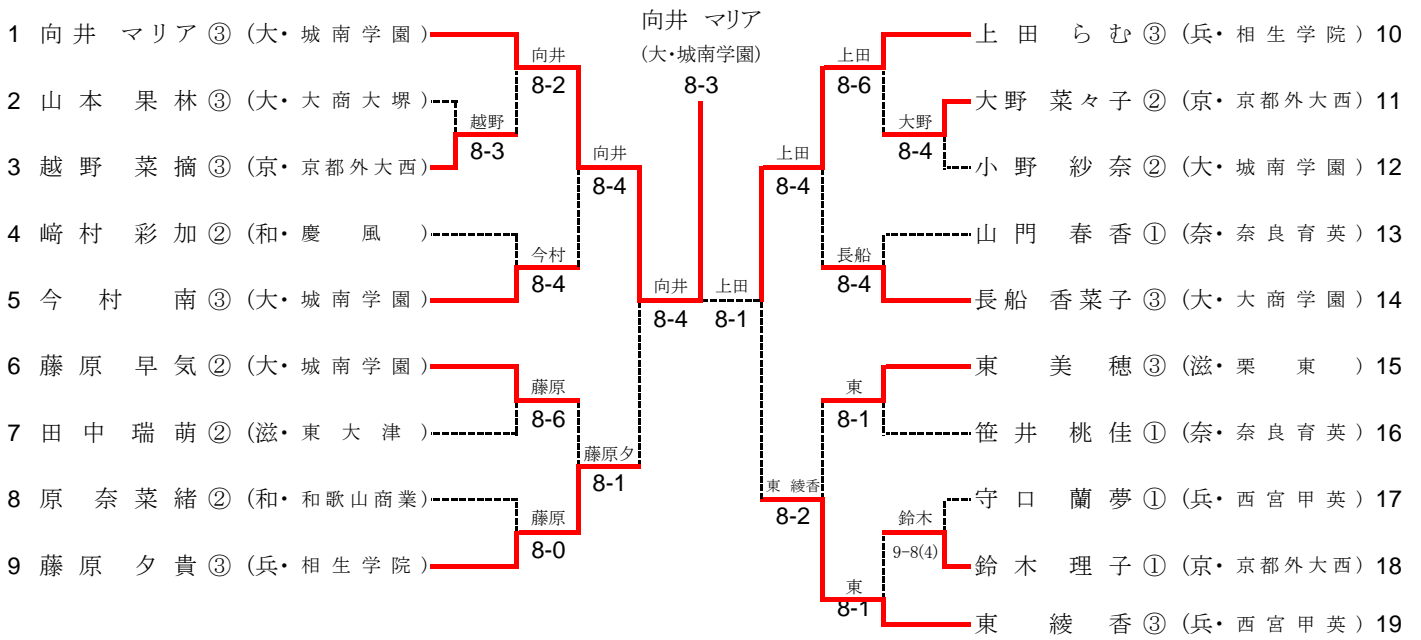 向井 マリア
(大・城南学園)
8-3
1 向井 マリア ③ (大・城南学園)
2 山本 果林 ③ (大・大商大堺)
3 越野 菜摘 ③ (京・京都外大西)
4 﨑村 彩加 ② (和・慶風)
5 今村 南 ③ (大・城南学園)
6 藤原 早気 ② (大・城南学園)
7 田中 瑞萌 ② (滋・東大津)
8 原 奈菜緒 ② (和・和歌山商業)
9 藤原 夕貴 ③ (兵・相生学院)
向井
8-2
越野
8-3
今村
8-4
藤原
8-6
藤原
8-0
向井
8-4
藤原夕
8-1
向井
8-4
上田
8-1
上田
8-4
東 綾香
8-2
上田
8-6
大野
8-4
長船
8-4
東
8-1
鈴木
9-8(4)
東
8-1
上田 らむ ③ (兵・相生学院) 10
大野 菜々子 ② (京・京都外大西) 11
小野 紗奈 ② (大・城南学園) 12
山門 春香 ① (奈・奈良育英) 13
長船 香菜子 ③ (大・大商学園) 14
東 美穂 ③ (滋・栗東) 15
笹井 桃佳 ① (奈・奈良育英) 16
守口 蘭夢 ① (兵・西宮甲英) 17
鈴木 理子 ① (京・京都外大西) 18
東 綾香 ③ (兵・西宮甲英) 19